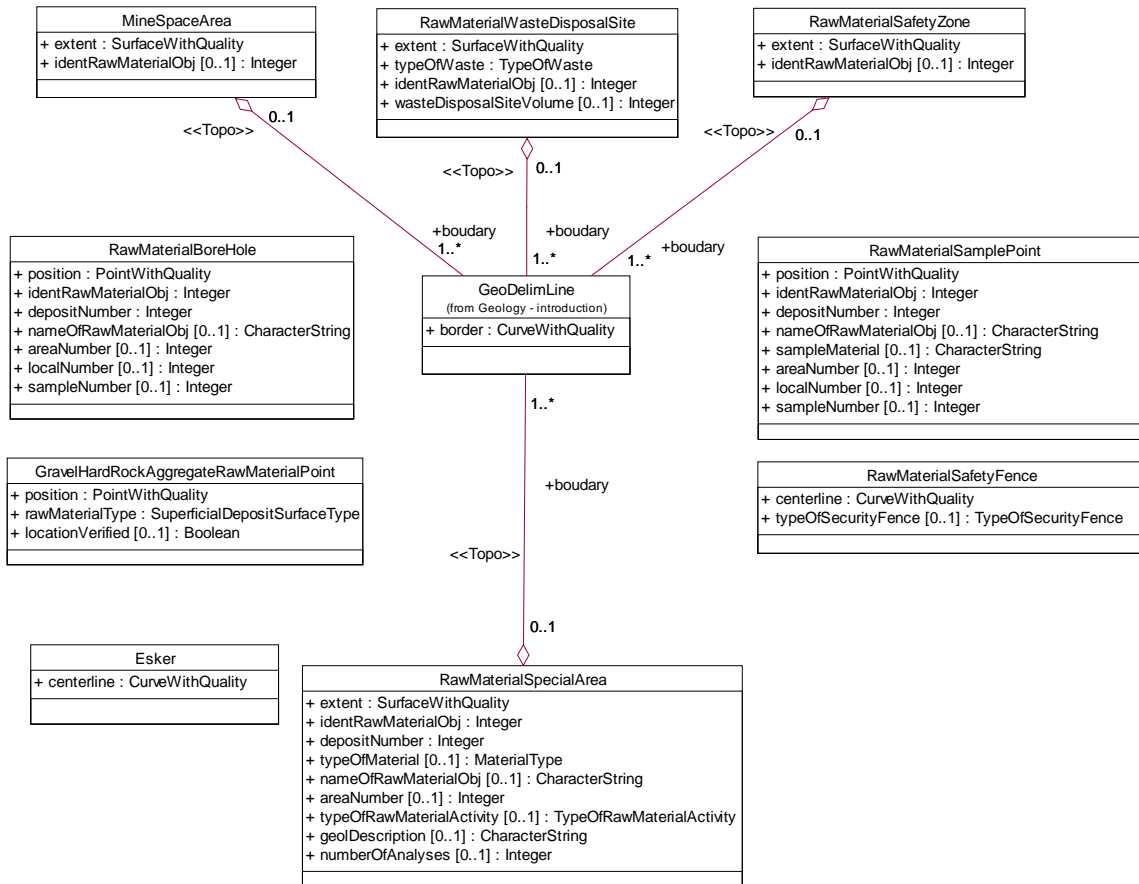 MineSpaceArea
+ extent : SurfaceWithQuality
+ identRawMaterialObj [0..1] : Integer
RawMaterialWasteDisposalSite
+ extent : SurfaceWithQuality
+ typeOfWaste : TypeOfWaste
+ identRawMaterialObj [0..1] : Integer
+ wasteDisposalSiteVolume [0..1] : Integer
RawMaterialSafetyZone
+ extent : SurfaceWithQuality
+ identRawMaterialObj [0..1] : Integer
0..1
<<Topo>>
<<Topo>>
0..1
<<Topo>>
0..1
+boudary
1..*
+boudary
1..*
+boudary
1..*
RawMaterialBoreHole
+ position : PointWithQuality
+ identRawMaterialObj : Integer
+ depositNumber : Integer
+ nameOfRawMaterialObj [0..1] : CharacterString
+ areaNumber [0..1] : Integer
+ localNumber [0..1] : Integer
+ sampleNumber [0..1] : Integer
GeoDelimLine
(from Geology - introduction)
+ border : CurveWithQuality
RawMaterialSamplePoint
+ position : PointWithQuality
+ identRawMaterialObj : Integer
+ depositNumber : Integer
+ nameOfRawMaterialObj [0..1] : CharacterString
+ sampleMaterial [0..1] : CharacterString
+ areaNumber [0..1] : Integer
+ localNumber [0..1] : Integer
+ sampleNumber [0..1] : Integer
1..*
+boudary
<<Topo>>
0..1
GravelHardRockAggregateRawMaterialPoint
+ position : PointWithQuality
+ rawMaterialType : SuperficialDepositSurfaceType
+ locationVerified [0..1] : Boolean
RawMaterialSafetyFence
+ centerline : CurveWithQuality
+ typeOfSecurityFence [0..1] : TypeOfSecurityFence
Esker
+ centerline : CurveWithQuality
RawMaterialSpecialArea
+ extent : SurfaceWithQuality
+ identRawMaterialObj : Integer
+ depositNumber : Integer
+ typeOfMaterial [0..1] : MaterialType
+ nameOfRawMaterialObj [0..1] : CharacterString
+ areaNumber [0..1] : Integer
+ typeOfRawMaterialActivity [0..1] : TypeOfRawMaterialActivity
+ geolDescription [0..1] : CharacterString
+ numberOfAnalyses [0..1] : Integer